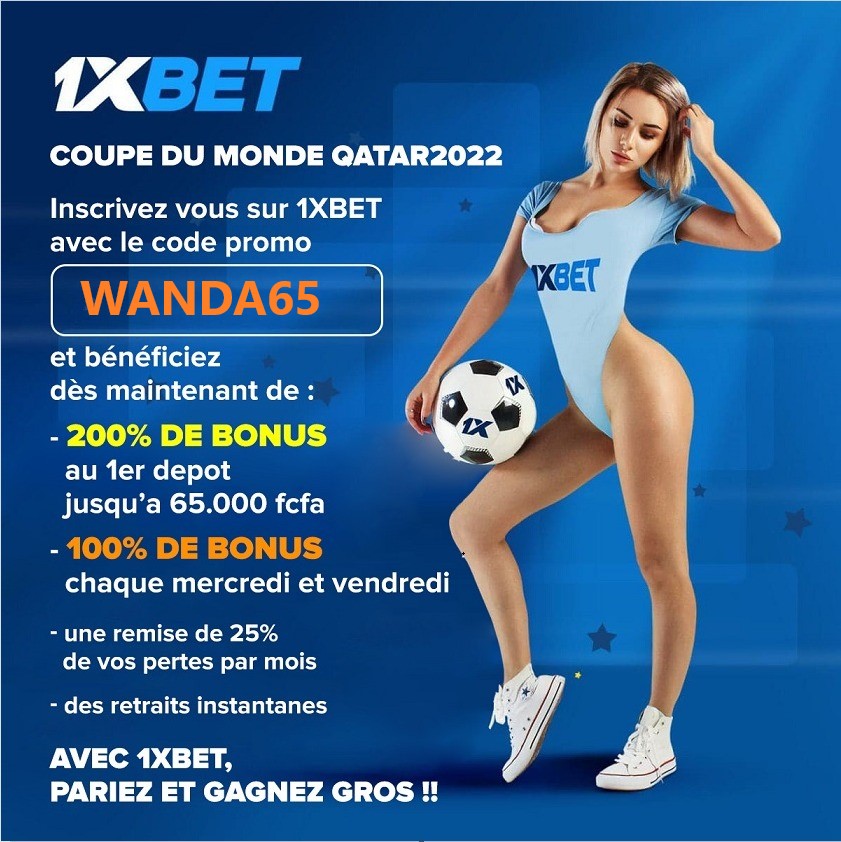 1XBET
COUPE DU MONDE QATAR2022
Inscrivez vous sur 1XBET
avec le code promo
WANDA65
et bénéficiez
dès maintenant de :
- 200% DE BONUS
au 1er depot
jusqu'a 65.000 fcfa
- 100% DE BONUS
chaque mercredi et vendredi
- une remise de 25%
de vos pertes par mois
- des retraits instantanes
AVEC 1XBET,
PARIEZ ET GAGNEZ GROS !!
1XBET
1X
1X